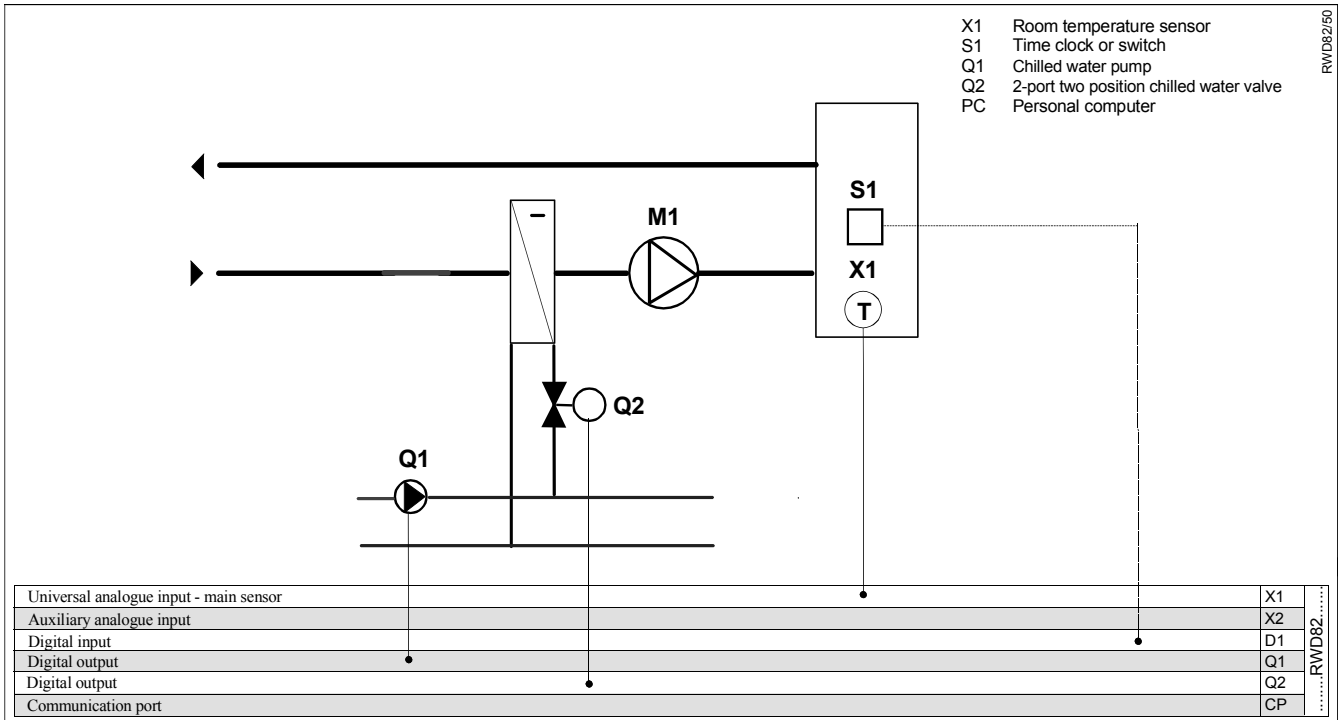 X1 Room temperature sensor
S1 Time clock or switch
Q1 Chilled water pump
Q2 2-port two position chilled water valve
PC Personal computer
RWD82/50
S1
M1
X1
T
Q2
Q1
Universal analogue input - main sensor X1
Auxiliary analogue input X2
Digital input D1
Digital output Q1
Digital output Q2
Communication port CP
........RWD82........